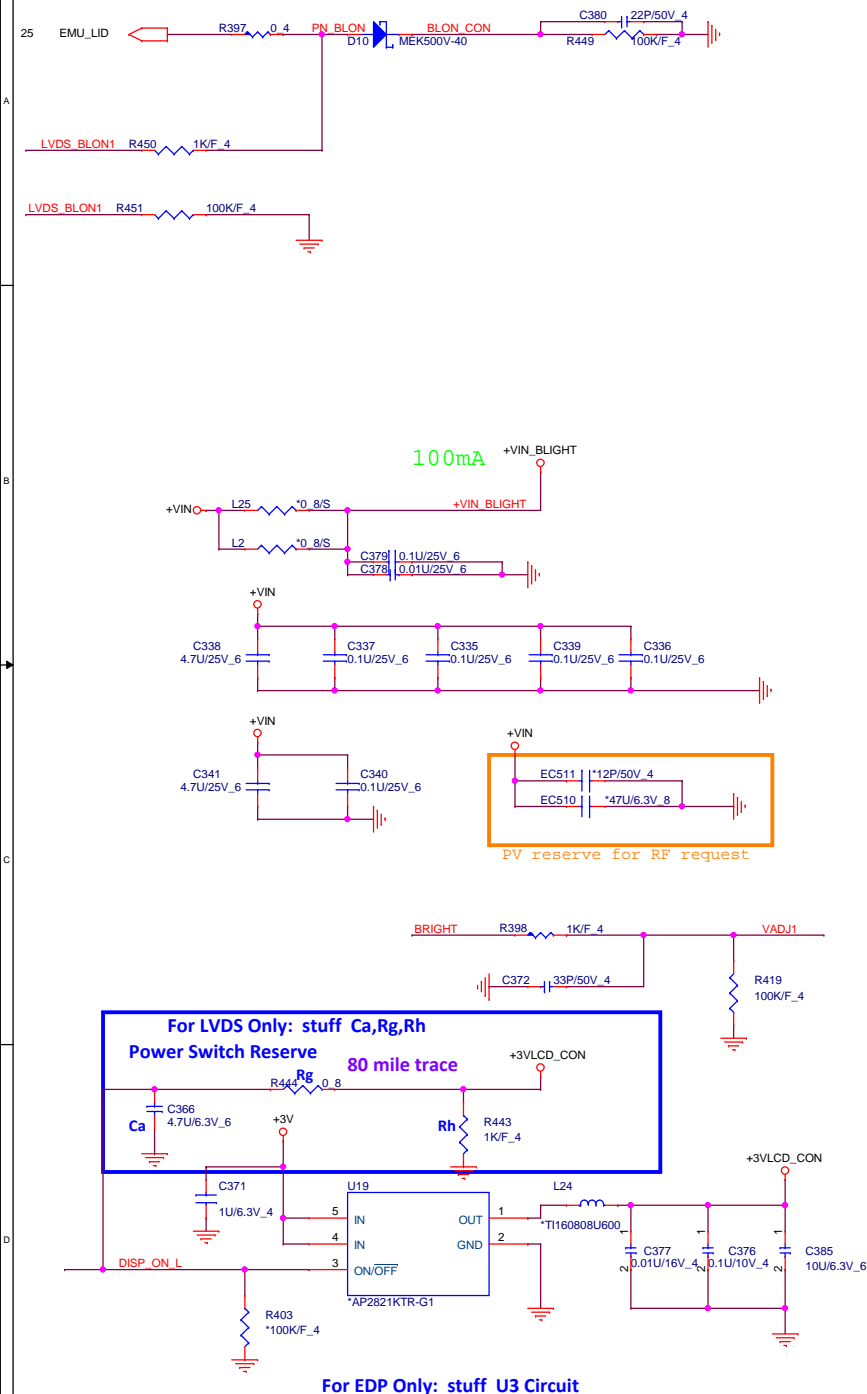 C380 22P/50V_4
25 EMU_LID R397 0_4 PN_BLON BLON_CON
D10 MEK500V-40 R449 100K/F_4
A
LVDS_BLON1 R450 1K/F_4
LVDS_BLON1 R451 100K/F_4
100mA +VIN_BLIGHT
B
+VIN L25 *0_8/S +VIN_BLIGHT
L2 *0_8/S
C379 0.1U/25V_6
C378 0.01U/25V_6
+VIN
C338 C337 C335 C339 C336
4.7U/25V_6 0.1U/25V_6 0.1U/25V_6 0.1U/25V_6 0.1U/25V_6
+VIN +VIN
C341 C340
4.7U/25V_6 0.1U/25V_6
EC511 *12P/50V_4
EC510 *47U/6.3V_8
PV reserve for RF request
C
BRIGHT R398 1K/F_4 VADJ1
C372 33P/50V_4
R419
100K/F_4
For LVDS Only: stuff Ca,Rg,Rh
Power Switch Reserve
80 mile trace
+3VLCD_CON
Rg
R444 0_8
C366
4.7U/6.3V_6
Ca
+3V
Rh
R443
1K/F_4
+3VLCD_CON
C371
1U/6.3V_4
U19
L24
*TI160808U600
5 IN OUT 1
4 IN GND 2
3 ON/OFF
*AP2821KTR-G1
D
DISP_ON_L
1 1 1
C377 C376 C385
0.01U/16V_4 0.1U/10V_4 10U/6.3V_6
2 2 2
R403
*100K/F_4
For EDP Only: stuff U3 Circuit